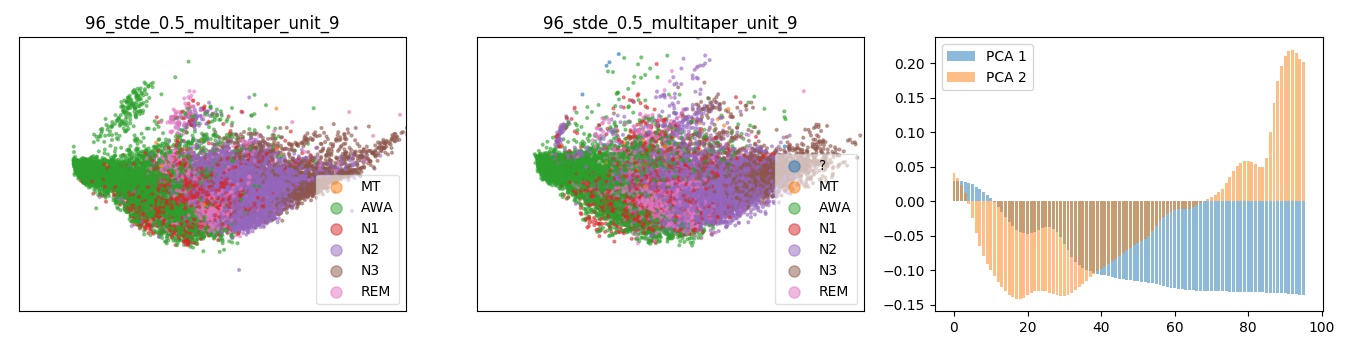 96_stde_0.5_multitaper_unit_9
MT
AWA
N1
N2
N3
REM
96_stde_0.5_multitaper_unit_9
?
MT
AWA
N1
N2
N3
REM
PCA 1
PCA 2
0.20
0.15
0.10
0.05
0.00
−0.05
−0.10
−0.15
0 20 40 60 80 100